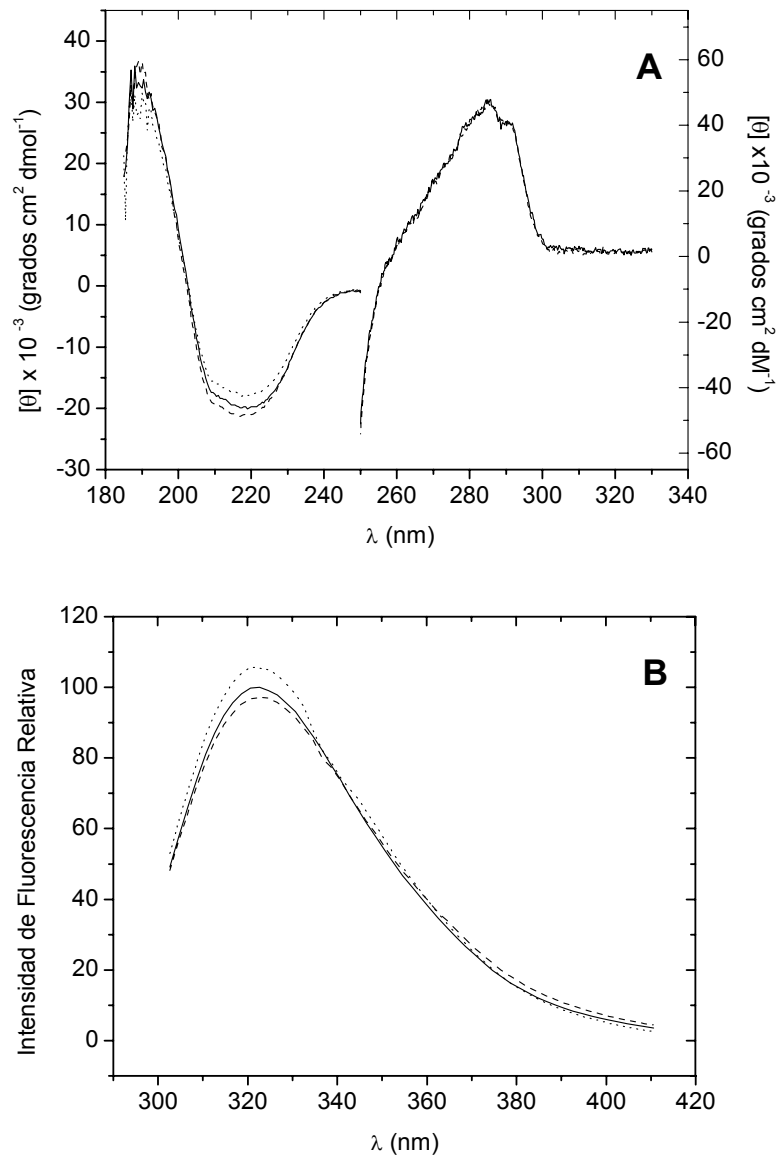 A
[θ] x 10⁻³ (grados cm² dmol⁻¹)
40
30
20
10
0
-10
-20
-30
60
40
20
0
-20
-40
-60
[θ] x10⁻³ (grados cm² dM⁻¹)
180 200 220 240 260 280 300 320 340
λ (nm)
B
Intensidad de Fluorescencia Relativa
120
100
80
60
40
20
0
300 320 340 360 380 400 420
λ (nm)